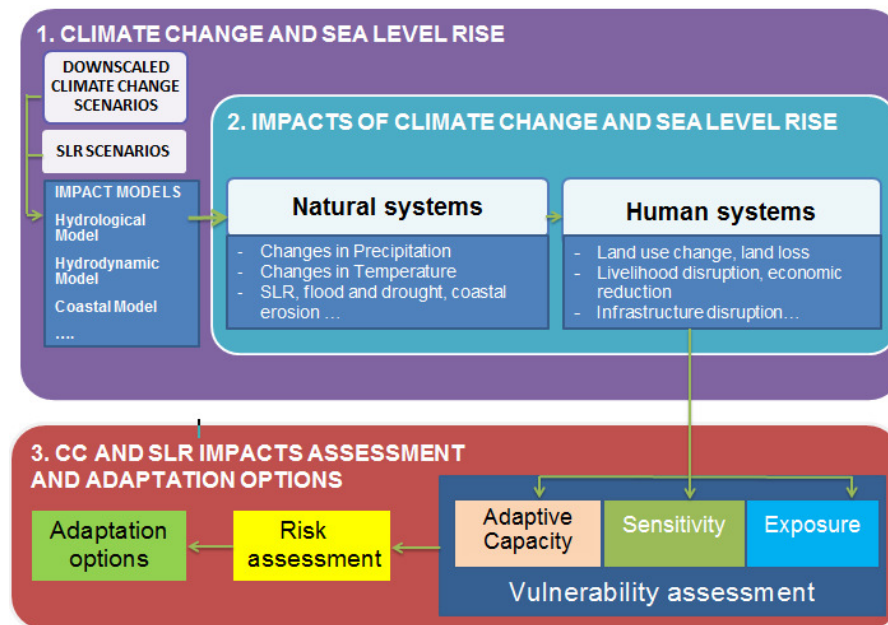 1. CLIMATE CHANGE AND SEA LEVEL RISE
DOWNSCALED
CLIMATE CHANGE
SCENARIOS
SLR SCENARIOS
IMPACT MODELS
Hydrological
Model
Hydrodynamic
Model
Coastal Model
....
2. IMPACTS OF CLIMATE CHANGE AND SEA LEVEL RISE
Natural systems
- Changes in Precipitation
- Changes in Temperature
- SLR, flood and drought, coastal
erosion ...
Human systems
- Land use change, land loss
- Livelihood disruption, economic
reduction
- Infrastructure disruption...
3. CC AND SLR IMPACTS ASSESSMENT
AND ADAPTATION OPTIONS
Adaptation
options
Risk
assessment
Adaptive
Capacity
Sensitivity
Exposure
Vulnerability assessment